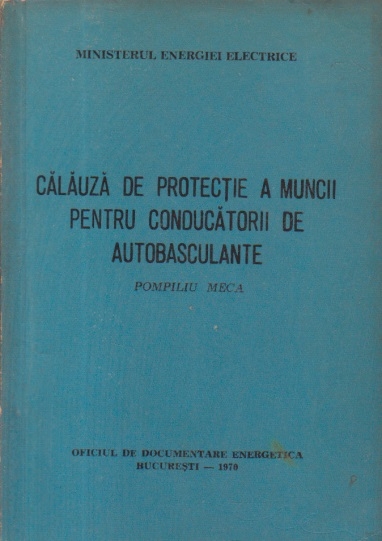 MINISTERUL ENERGIEI ELECTRICE
CĂLĂUZĂ DE PROTECȚIE A MUNCII
PENTRU CONDUCĂTORII DE
AUTOBASCULANTE
POMPILIU MECA
OFICIUL DE DOCUMENTARE ENERGETICA
BUCUREȘTI — 1970